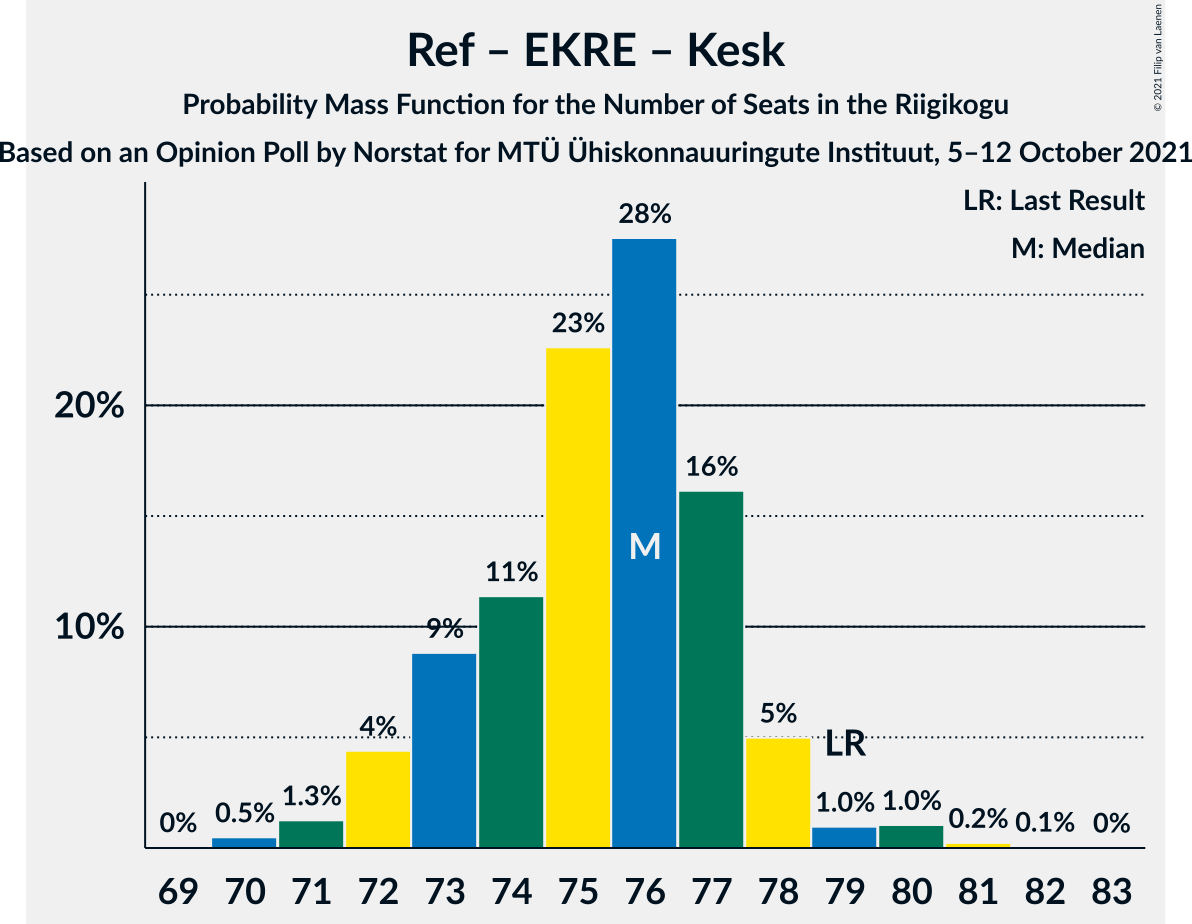 Ref – EKRE – Kesk
Probability Mass Function for the Number of Seats in the Riigikogu
Based on an Opinion Poll by Norstat for MTÜ Ühiskonnauuringute Instituut, 5–12 October 2021
© 2021 Filip van Laenen
LR: Last Result
M: Median
28%
23%
20%
16%
M
11%
10%
9%
5%
4%
LR
0%
0.5%
1.3%
1.0%
1.0%
0.2%
0.1%
0%
69 70 71 72 73 74 75 76 77 78 79 80 81 82 83